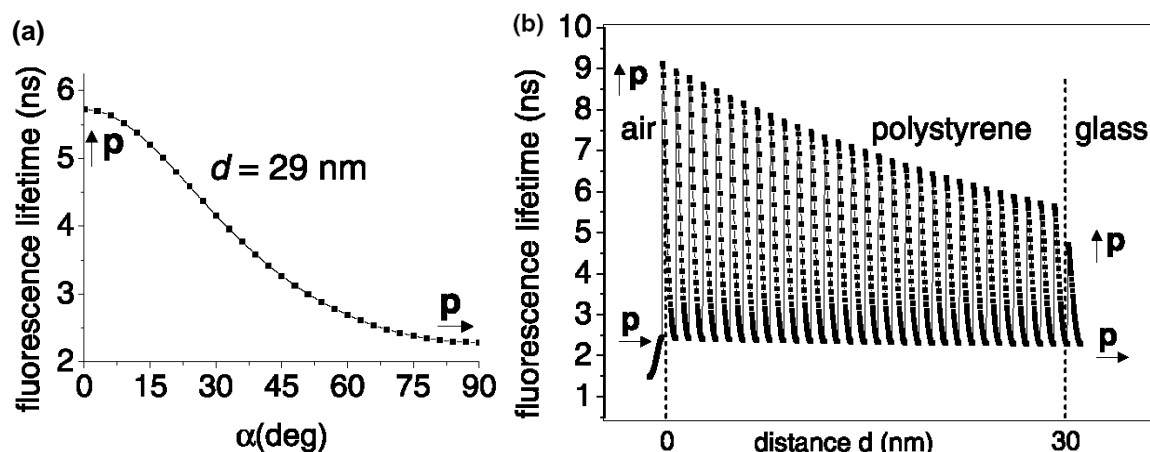 (a)
fluorescence lifetime (ns)
6
5
4
3
2
p
d = 29 nm
p
0 15 30 45 60 75 90
α(deg)
(b)
fluorescence lifetime (ns)
10
9
8
7
6
5
4
3
2
1
p
air
polystyrene
glass
p
p
p
0
distance d (nm)
30